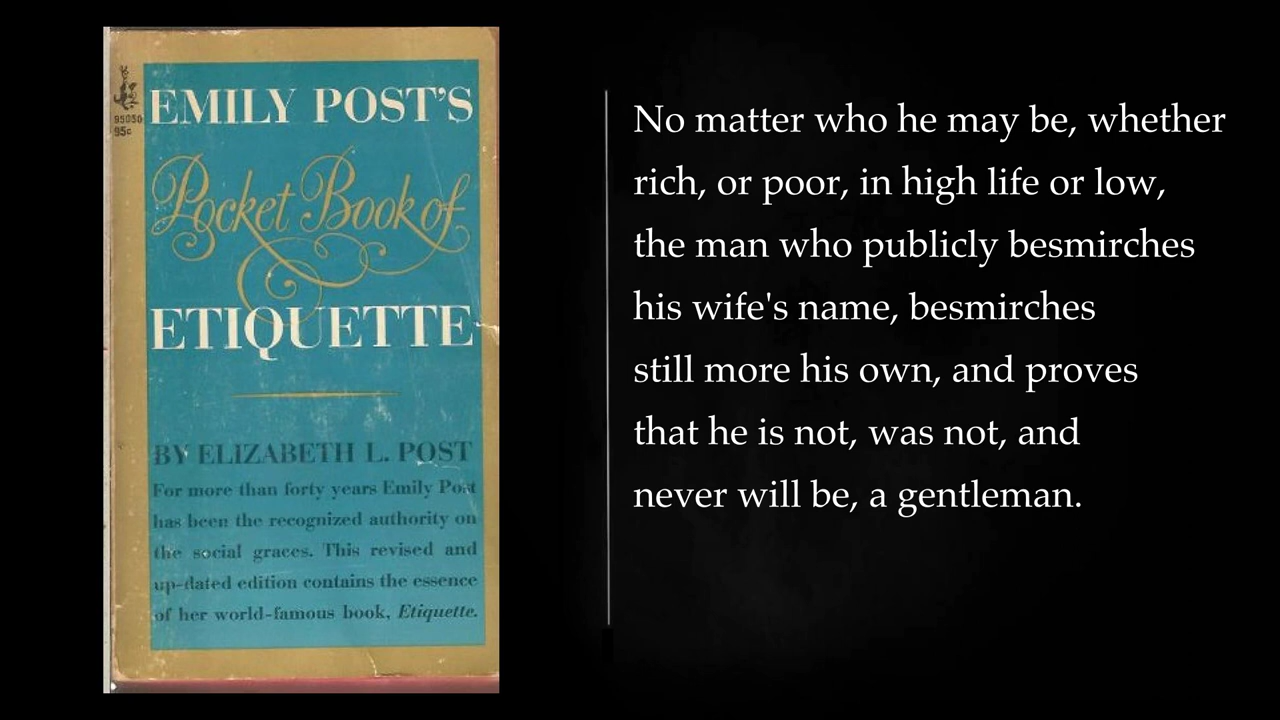 EMILY POST'S
95050
95c
Pocket Book of
ETIQUETTE
BY ELIZABETH L. POST
For more than forty years Emily Post
has been the recognized authority on
the social graces. This revised and
up-dated edition contains the essence
of her world-famous book, Etiquette.
No matter who he may be, whether
rich, or poor, in high life or low,
the man who publicly besmirches
his wife's name, besmirches
still more his own, and proves
that he is not, was not, and
never will be, a gentleman.